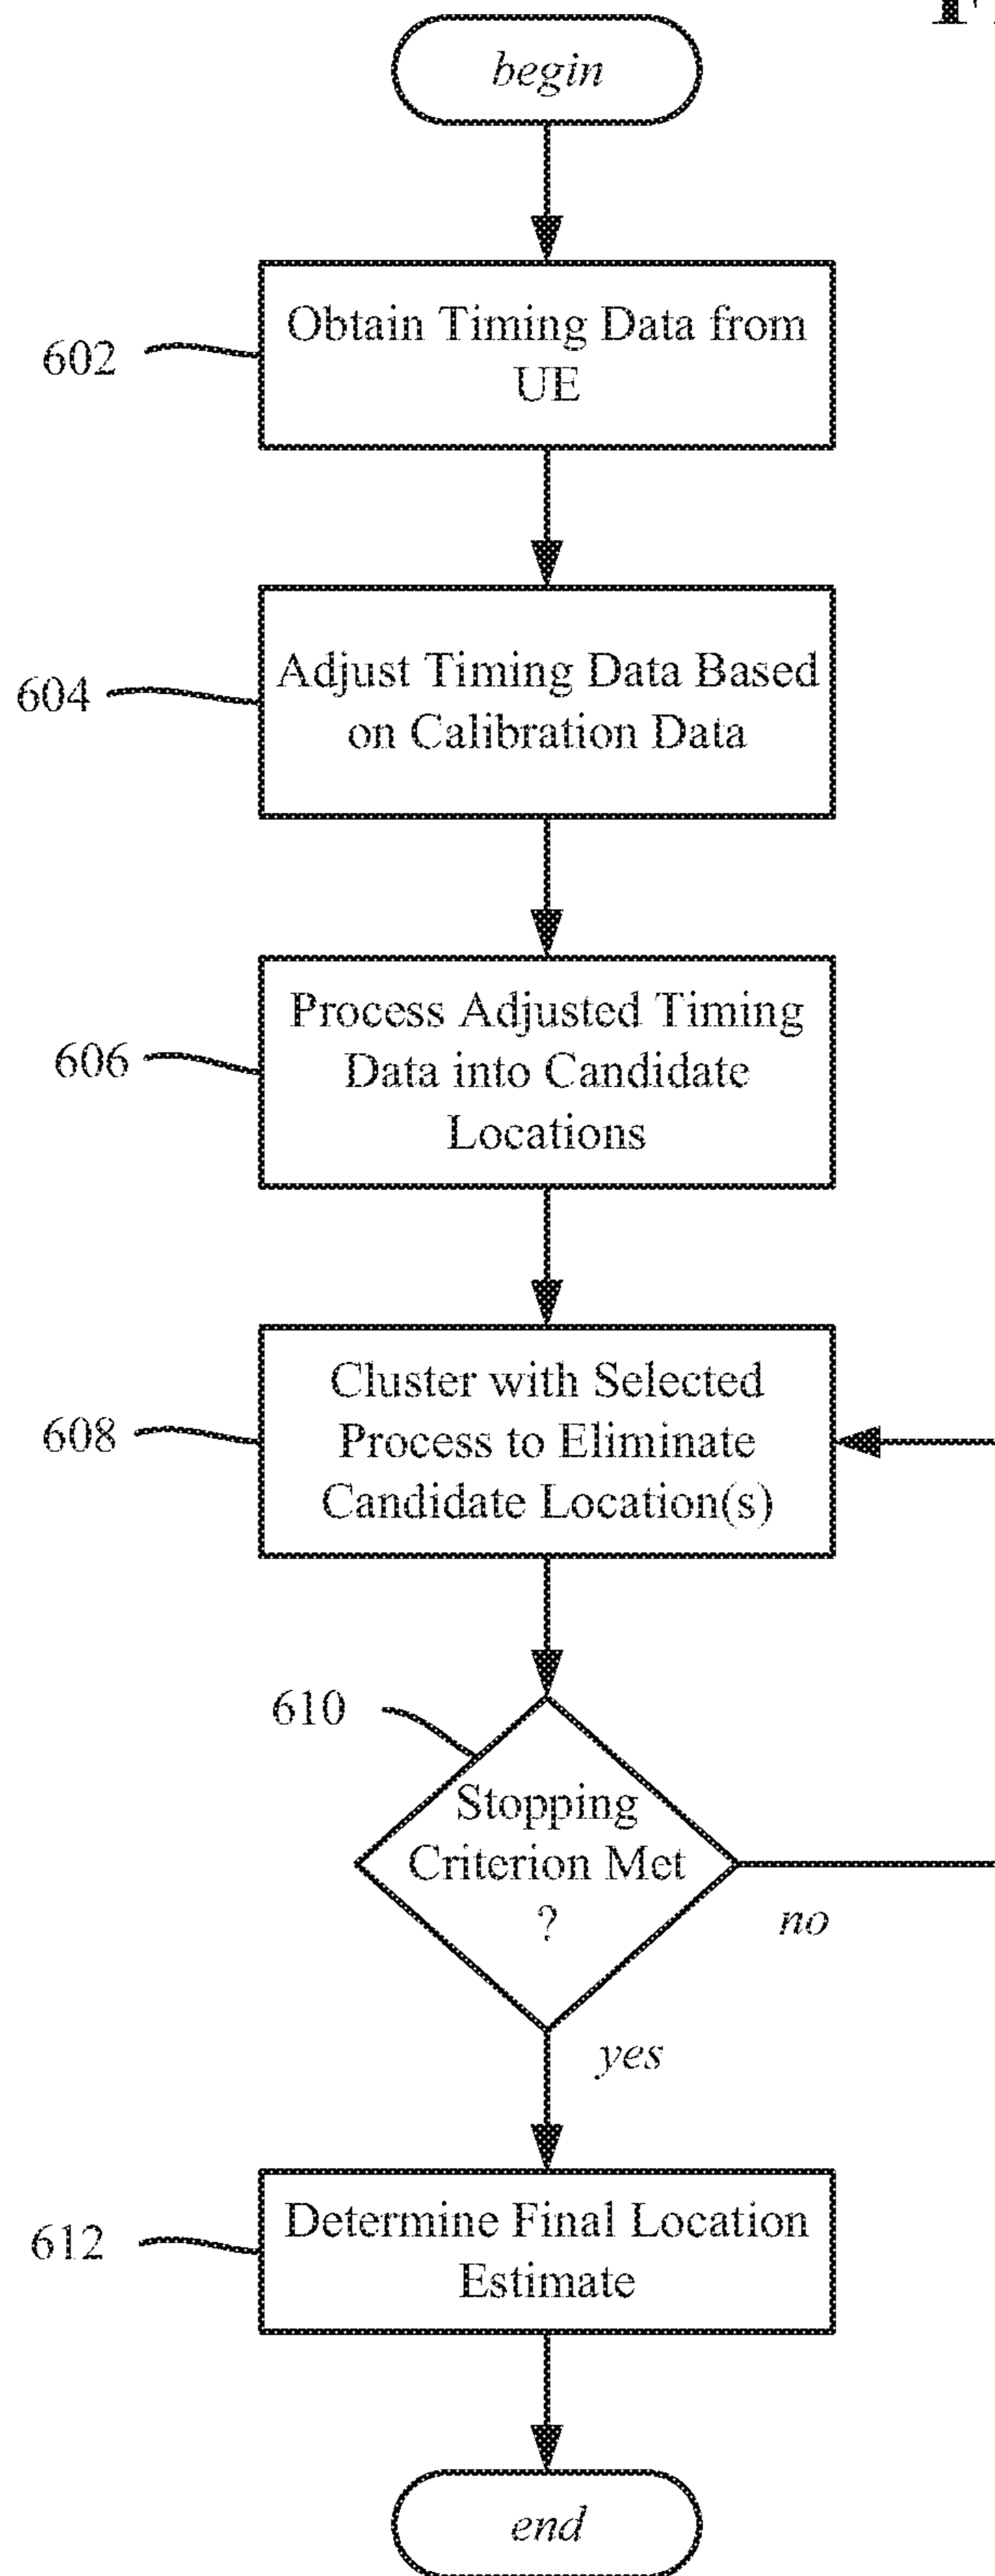 begin
602
Obtain Timing Data from
UE
604
Adjust Timing Data Based
on Calibration Data
606
Process Adjusted Timing
Data into Candidate
Locations
608
Cluster with Selected
Process to Eliminate
Candidate Location(s)
610
Stopping
Criterion Met
?
no
yes
612
Determine Final Location
Estimate
end